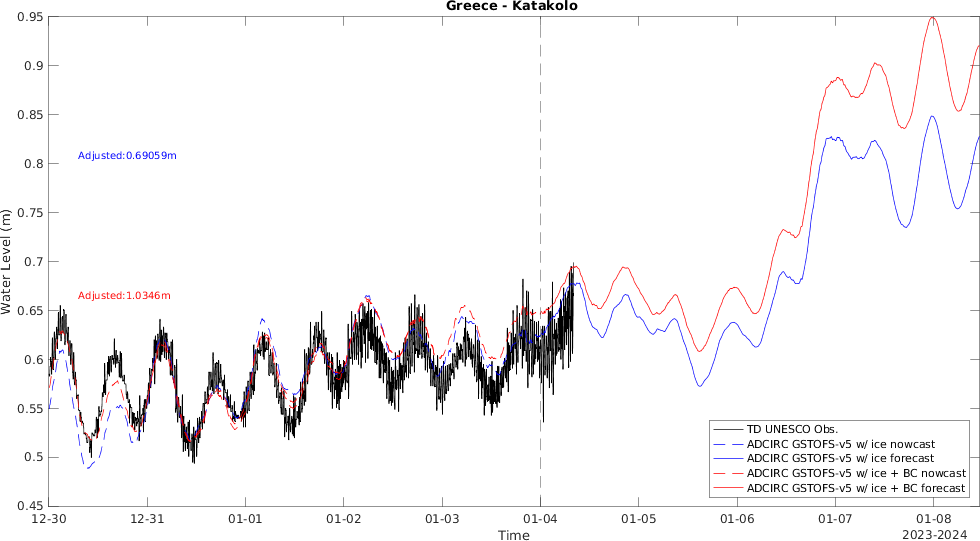 Greece - Katakolo
0.95
0.9
0.85
0.8
0.75
0.7
0.65
0.6
0.55
0.5
0.45
Water Level (m)
Adjusted:0.69059m
Adjusted:1.0346m
TD UNESCO Obs.
ADCIRC GSTOFS-v5 w/ ice nowcast
ADCIRC GSTOFS-v5 w/ ice forecast
ADCIRC GSTOFS-v5 w/ ice + BC nowcast
ADCIRC GSTOFS-v5 w/ ice + BC forecast
12-30 12-31 01-01 01-02 01-03 01-04 01-05 01-06 01-07 01-08
Time
2023-2024